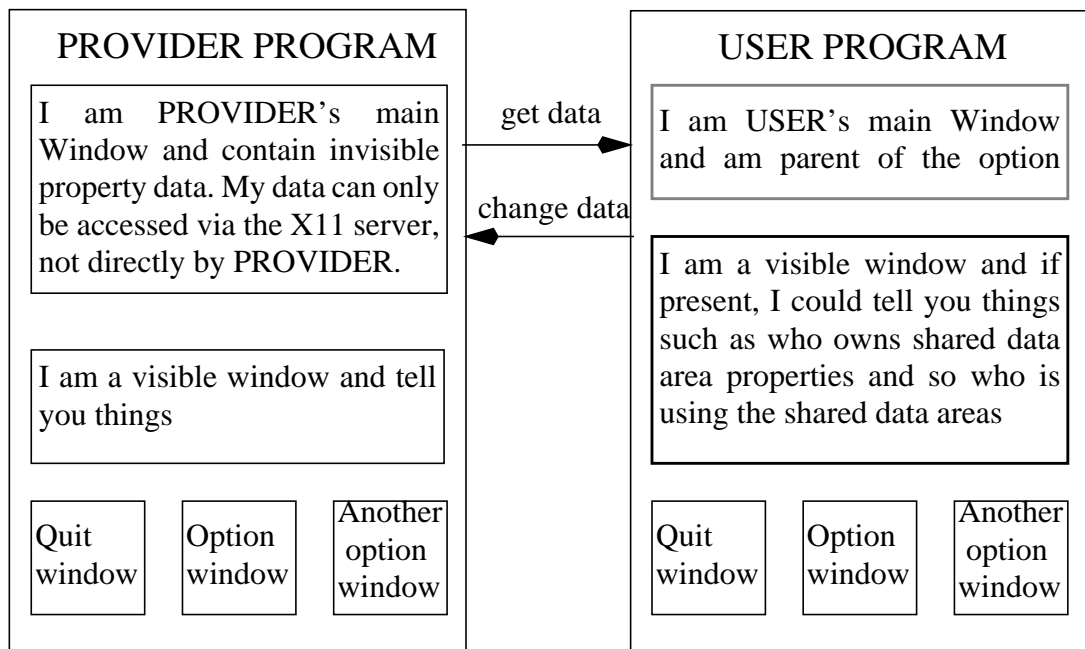 PROVIDER PROGRAM
I am PROVIDER’s main
Window and contain invisible
property data. My data can only
be accessed via the X11 server,
not directly by PROVIDER.
I am a visible window and tell
you things
Quit
window
Option
window
Another
option
window
get data
change data
USER PROGRAM
I am USER’s main Window
and am parent of the option
I am a visible window and if
present, I could tell you things
such as who owns shared data
area properties and so who is
using the shared data areas
Quit
window
Option
window
Another
option
window